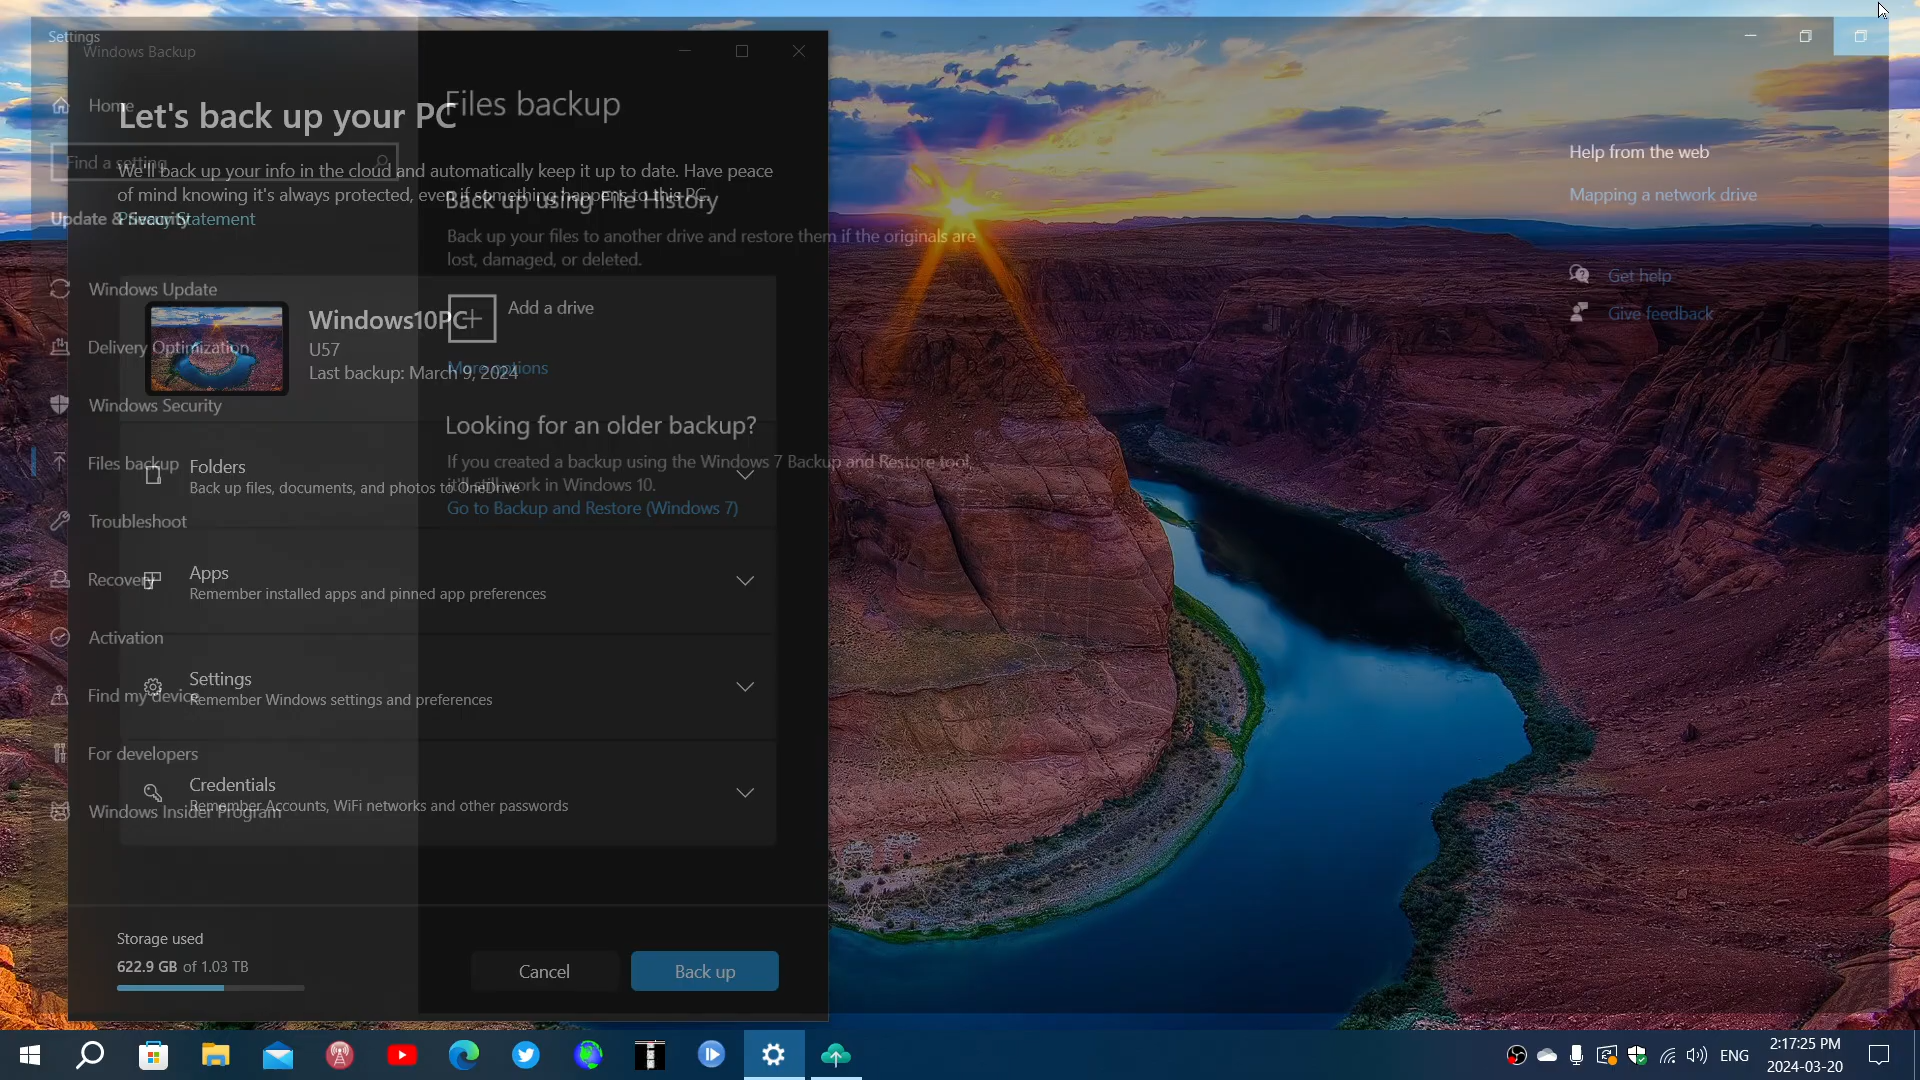 Settings
Windows Backup
Home
Let's back up your PC
Find a setting
We'll back up your info in the cloud and automatically keep it up to date. Have peace
of mind knowing it's always protected, even if something happens to this PC.
Privacy Statement
Update & Security
Windows Update
Delivery Optimization
Windows Security
Files backup
Troubleshoot
Recovery
Activation
Find my device
For developers
Windows Insider Program
Windows10PC
U57
Last backup: March 9, 2024
Folders
Back up files, documents, and photos to OneDrive
Apps
Remember installed apps and pinned app preferences
Settings
Remember Windows settings and preferences
Credentials
Remember Accounts, WiFi networks and other passwords
Storage used
622.9 GB of 1.03 TB
Cancel
Back up
Files backup
Back up using File History
Back up your files to another drive and restore them if the originals are
lost, damaged, or deleted.
Add a drive
More options
Looking for an older backup?
If you created a backup using the Windows 7 Backup and Restore tool,
it'll still work in Windows 10.
Go to Backup and Restore (Windows 7)
Help from the web
Mapping a network drive
Get help
Give feedback
ENG
2:17:25 PM
2024-03-20